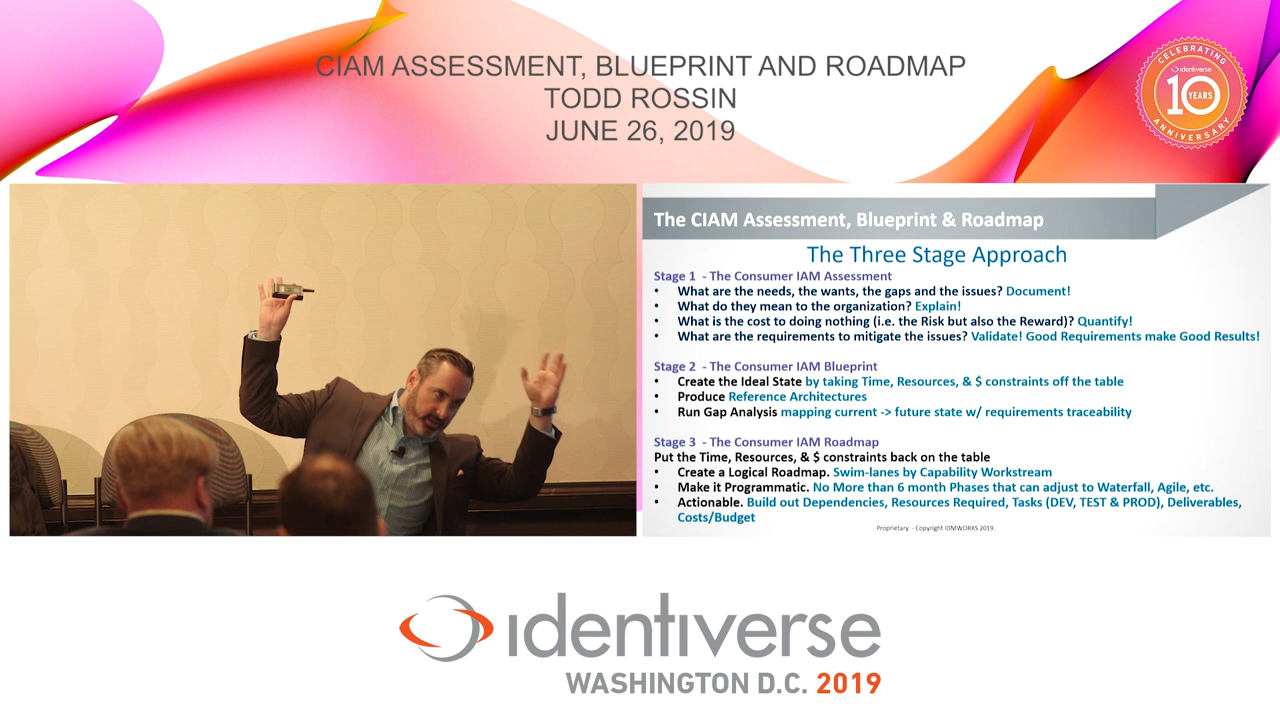 CIAM ASSESSMENT, BLUEPRINT AND ROADMAP
TODD ROSSIN
JUNE 26, 2019
CELEBRATING
identiverse
10 YEARS
ANNIVERSARY
The CIAM Assessment, Blueprint & Roadmap
The Three Stage Approach
Stage 1 - The Consumer IAM Assessment
• What are the needs, the wants, the gaps and the issues? Document!
• What do they mean to the organization? Explain!
• What is the cost to doing nothing (i.e. the Risk but also the Reward)? Quantify!
• What are the requirements to mitigate the issues? Validate! Good Requirements make Good Results!
Stage 2 - The Consumer IAM Blueprint
• Create the Ideal State by taking Time, Resources, & $ constraints off the table
• Produce Reference Architectures
• Run Gap Analysis mapping current -> future state w/ requirements traceability
Stage 3 - The Consumer IAM Roadmap
Put the Time, Resources, & $ constraints back on the table
• Create a Logical Roadmap. Swim-lanes by Capability Workstream
• Make it Programmatic. No More than 6 month Phases that can adjust to Waterfall, Agile, etc.
• Actionable. Build out Dependencies, Resources Required, Tasks (DEV, TEST & PROD), Deliverables,
Costs/Budget
Proprietary - Copyright IDMWORKS 2019.
identiverse
WASHINGTON D.C. 2019